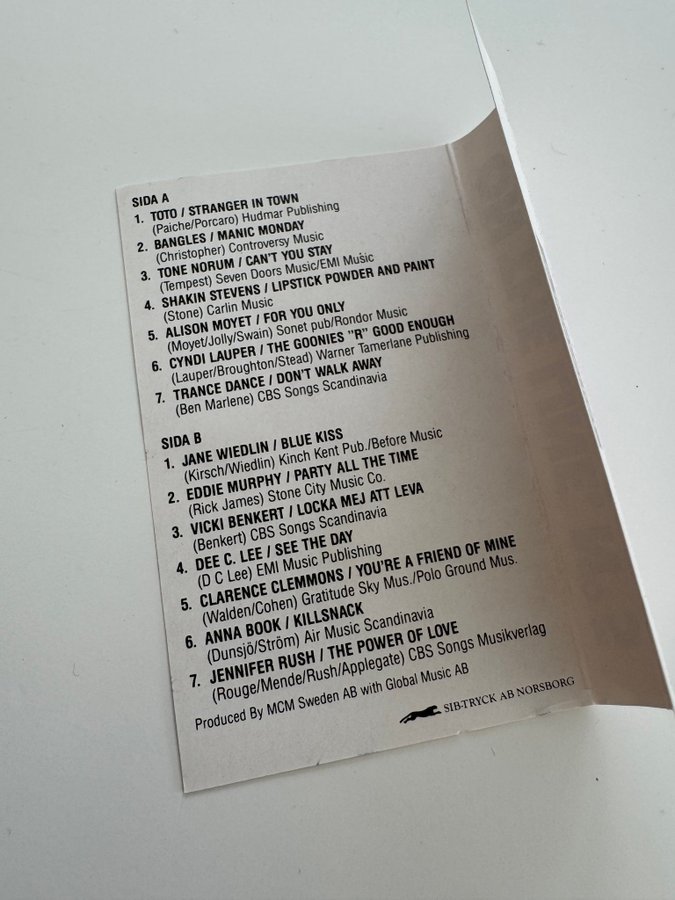 SIDA A
1. TOTO / STRANGER IN TOWN
(Paiche/Porcaro) Hudmar Publishing
2. BANGLES / MANIC MONDAY
(Christopher) Controversy Music
3. TONE NORUM / CAN'T YOU STAY
(Tempest) Seven Doors Music/EMI Music
4. SHAKIN STEVENS / LIPSTICK POWDER AND PAINT
(Stone) Carlin Music
5. ALISON MOYET / FOR YOU ONLY
(Moyet/Jolly/Swain) Sonet pub/Rondor Music
6. CYNDI LAUPER / THE GOONIES "R" GOOD ENOUGH
(Lauper/Broughton/Stead) Warner Tamerlane Publishing
7. TRANCE DANCE / DON'T WALK AWAY
(Ben Marlene) CBS Songs Scandinavia
SIDA B
1. JANE WIEDLIN / BLUE KISS
(Kirsch/Wiedlin) Kinch Kent Pub./Before Music
2. EDDIE MURPHY / PARTY ALL THE TIME
(Rick James) Stone City Music Co.
3. VICKI BENKERT / LOCKA MEJ ATT LEVA
(Benkert) CBS Songs Scandinavia
4. DEE C. LEE / SEE THE DAY
(D C Lee) EMI Music Publishing
5. CLARENCE CLEMMONS / YOU'RE A FRIEND OF MINE
(Walden/Cohen) Gratitude Sky Mus./Polo Ground Mus.
6. ANNA BOOK / KILLSNACK
(Dunsjö/Ström) Air Music Scandinavia
7. JENNIFER RUSH / THE POWER OF LOVE
(Rouge/Mende/Rush/Applegate) CBS Songs Musikverlag
Produced By MCM Sweden AB with Global Music AB
SIB-TRYCK AB NORSBORG